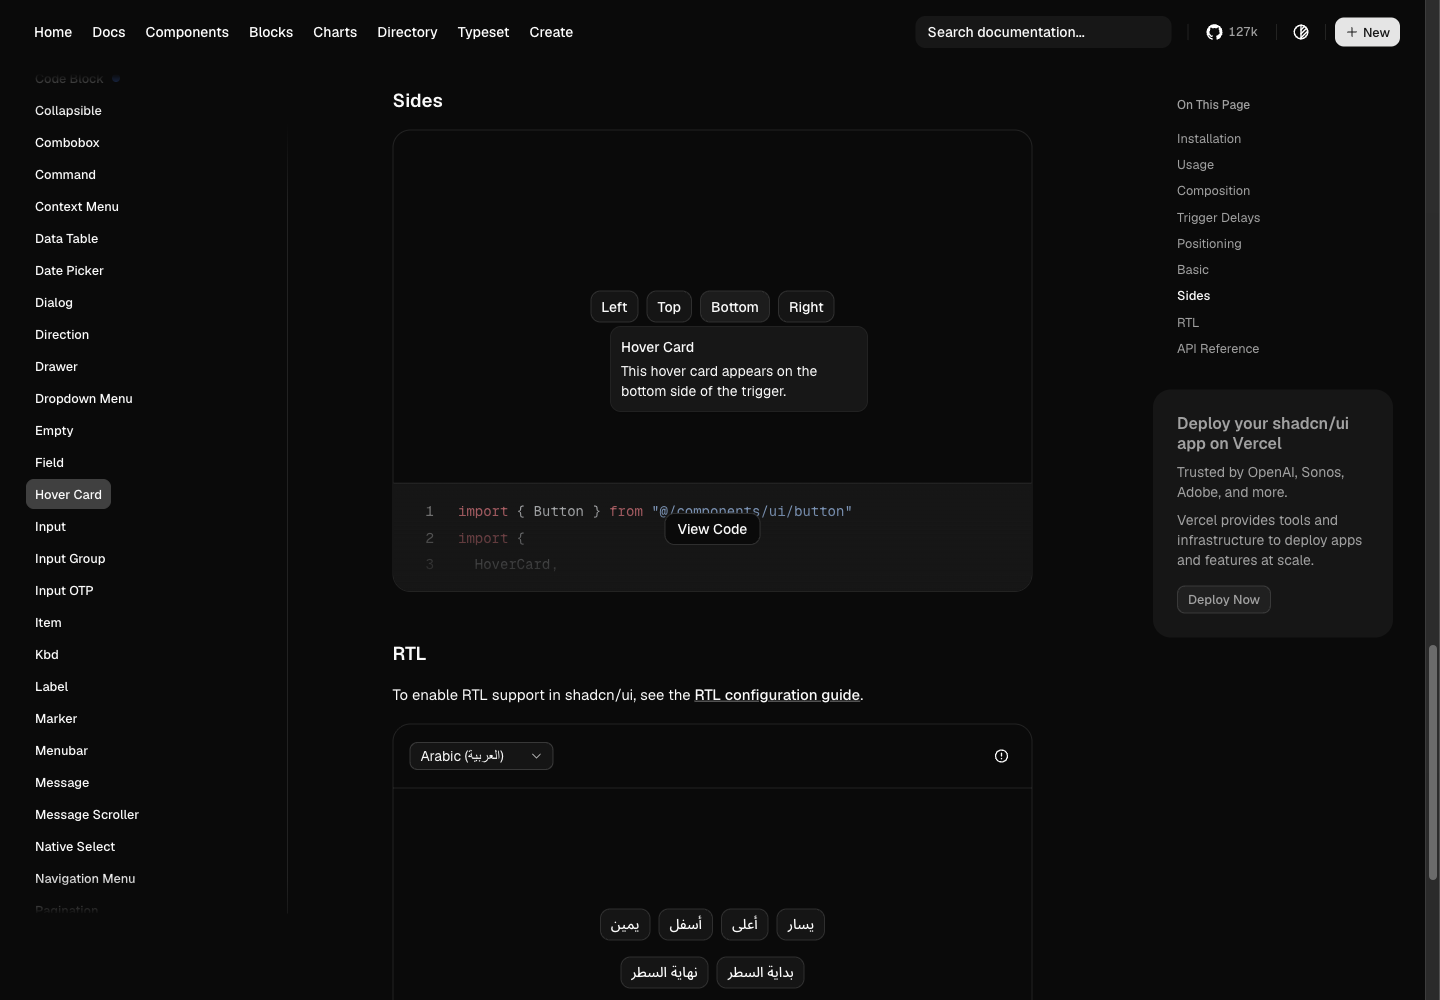 Home Docs Components Blocks Charts Directory Typeset Create
Search documentation...
127k
New
Code Block
Collapsible
Combobox
Command
Context Menu
Data Table
Date Picker
Dialog
Direction
Drawer
Dropdown Menu
Empty
Field
Hover Card
Input
Input Group
Input OTP
Item
Kbd
Label
Marker
Menubar
Message
Message Scroller
Native Select
Navigation Menu
Pagination
Sides
Left Top Bottom Right
Hover Card
This hover card appears on the
bottom side of the trigger.
1 import { Button } from "@/components/ui/button"
View Code
2 import {
3 HoverCard,
RTL
To enable RTL support in shadcn/ui, see the RTL configuration guide.
Arabic (العربية)
يسار أعلى أسفل يمين
بداية السطر نهاية السطر
On This Page
Installation
Usage
Composition
Trigger Delays
Positioning
Basic
Sides
RTL
API Reference
Deploy your shadcn/ui
app on Vercel
Trusted by OpenAI, Sonos,
Adobe, and more.
Vercel provides tools and
infrastructure to deploy apps
and features at scale.
Deploy Now